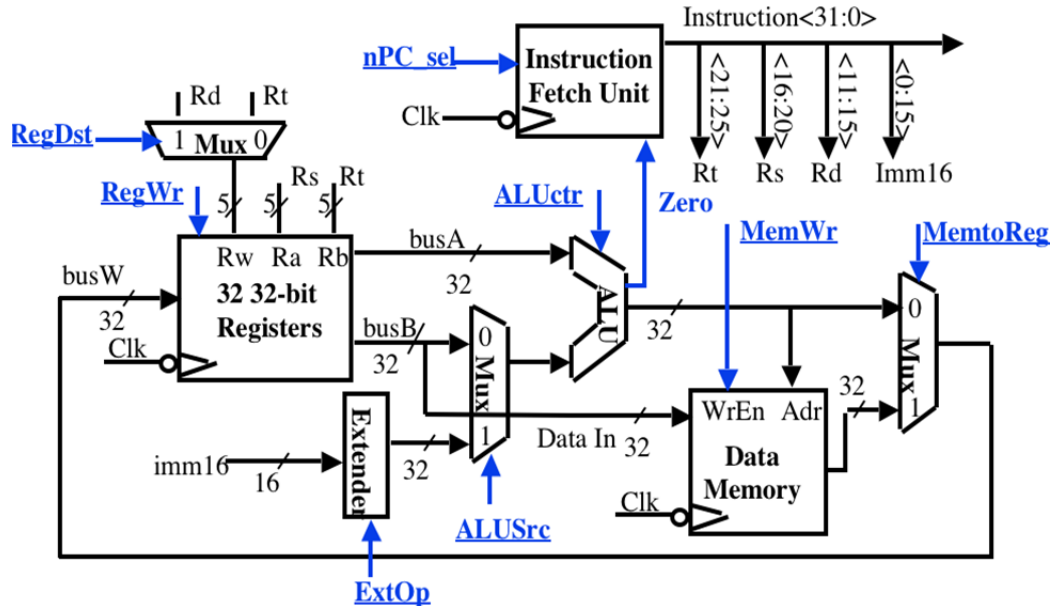 Instruction<31:0>
nPC_sel
Instruction
Fetch Unit
Clk
<21:25>
<16:20>
<11:15>
<0:15>
Rt
Rs
Rd
Imm16
Rd
Rt
RegDst
1 Mux 0
RegWr
5
5
5
Rs
Rt
ALUctr
Zero
MemWr
MemtoReg
busW
32
Rw Ra Rb
32 32-bit
Registers
Clk
busA
32
busB
32
0
Mux
1
ALU
32
0
Mux
1
imm16
16
Extender
32
ExtOp
ALUSrc
Data In
32
WrEn Adr
Data
Memory
Clk
32